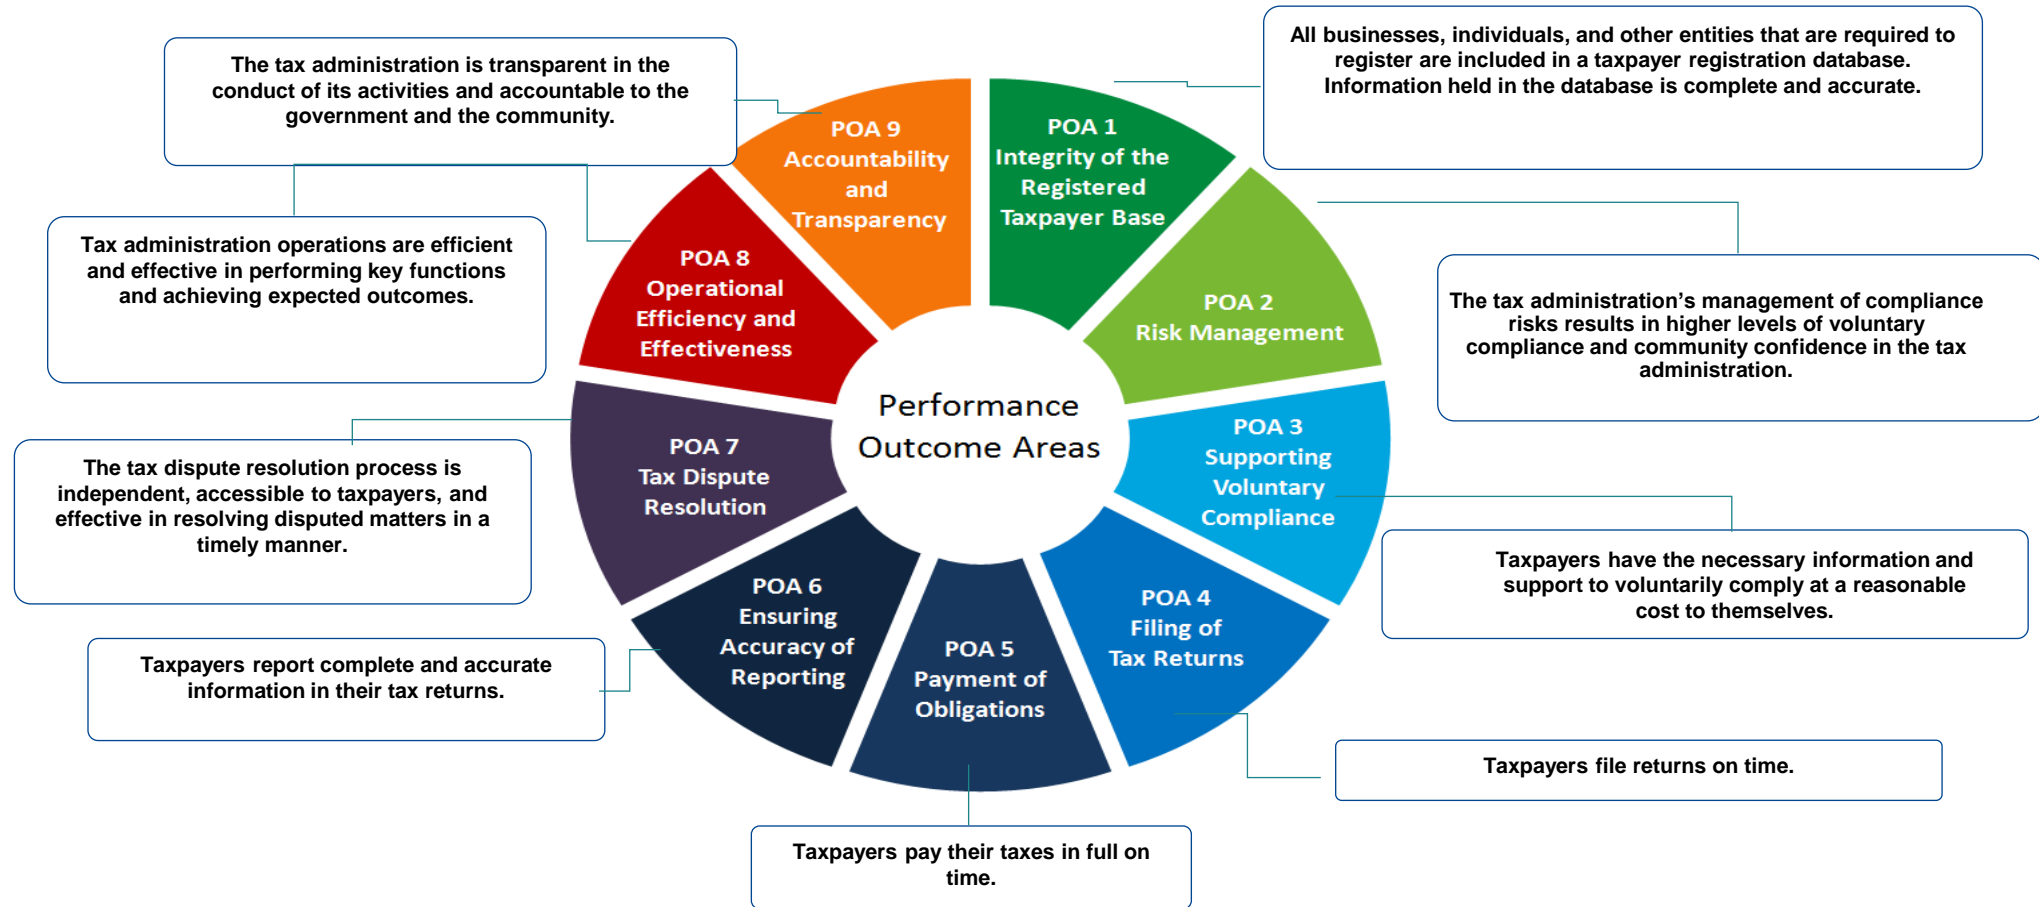 All businesses, individuals, and other entities that are required to
register are included in a taxpayer registration database.
Information held in the database is complete and accurate.
The tax administration is transparent in the
conduct of its activities and accountable to the
government and the community.
POA 9
Accountability
and
Transparency
POA 1
Integrity of the
Registered
Taxpayer Base
Tax administration operations are efficient
and effective in performing key functions
and achieving expected outcomes.
POA 8
Operational
Efficiency and
Effectiveness
POA 2
Risk Management
The tax administration’s management of compliance
risks results in higher levels of voluntary
compliance and community confidence in the tax
administration.
Performance
Outcome Areas
POA 7
Tax Dispute
Resolution
The tax dispute resolution process is
independent, accessible to taxpayers, and
effective in resolving disputed matters in a
timely manner.
POA 3
Supporting
Voluntary
Compliance
Taxpayers have the necessary information and
support to voluntarily comply at a reasonable
cost to themselves.
POA 6
Ensuring
Accuracy of
Reporting
Taxpayers report complete and accurate
information in their tax returns.
POA 5
Payment of
Obligations
POA 4
Filing of
Tax Returns
Taxpayers file returns on time.
Taxpayers pay their taxes in full on
time.